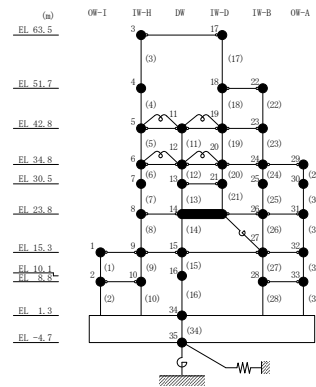 (m) OW-I IW-H DW IW-D IW-B OW-A
EL 63.5 3 17
(3) (17)
EL 51.7 4 18 22
(4) (18) (22)
EL 42.8 5 11 19 23
(5) (11) (19) (23)
EL 34.8 6 12 20 24 29
(6) (12) (20) (24)
EL 30.5 7 13 21 25 30
(7) (13) (21) (25)
EL 23.8 8 14 26 31
(8) (14) (26)
27
EL 15.3 1 9 15 32
(1) (9) (15)
EL 10.1 16
EL 8.8 2 10 28 33
(2) (10) (16) (28)
EL 1.3 34
(34)
EL -4.7 35